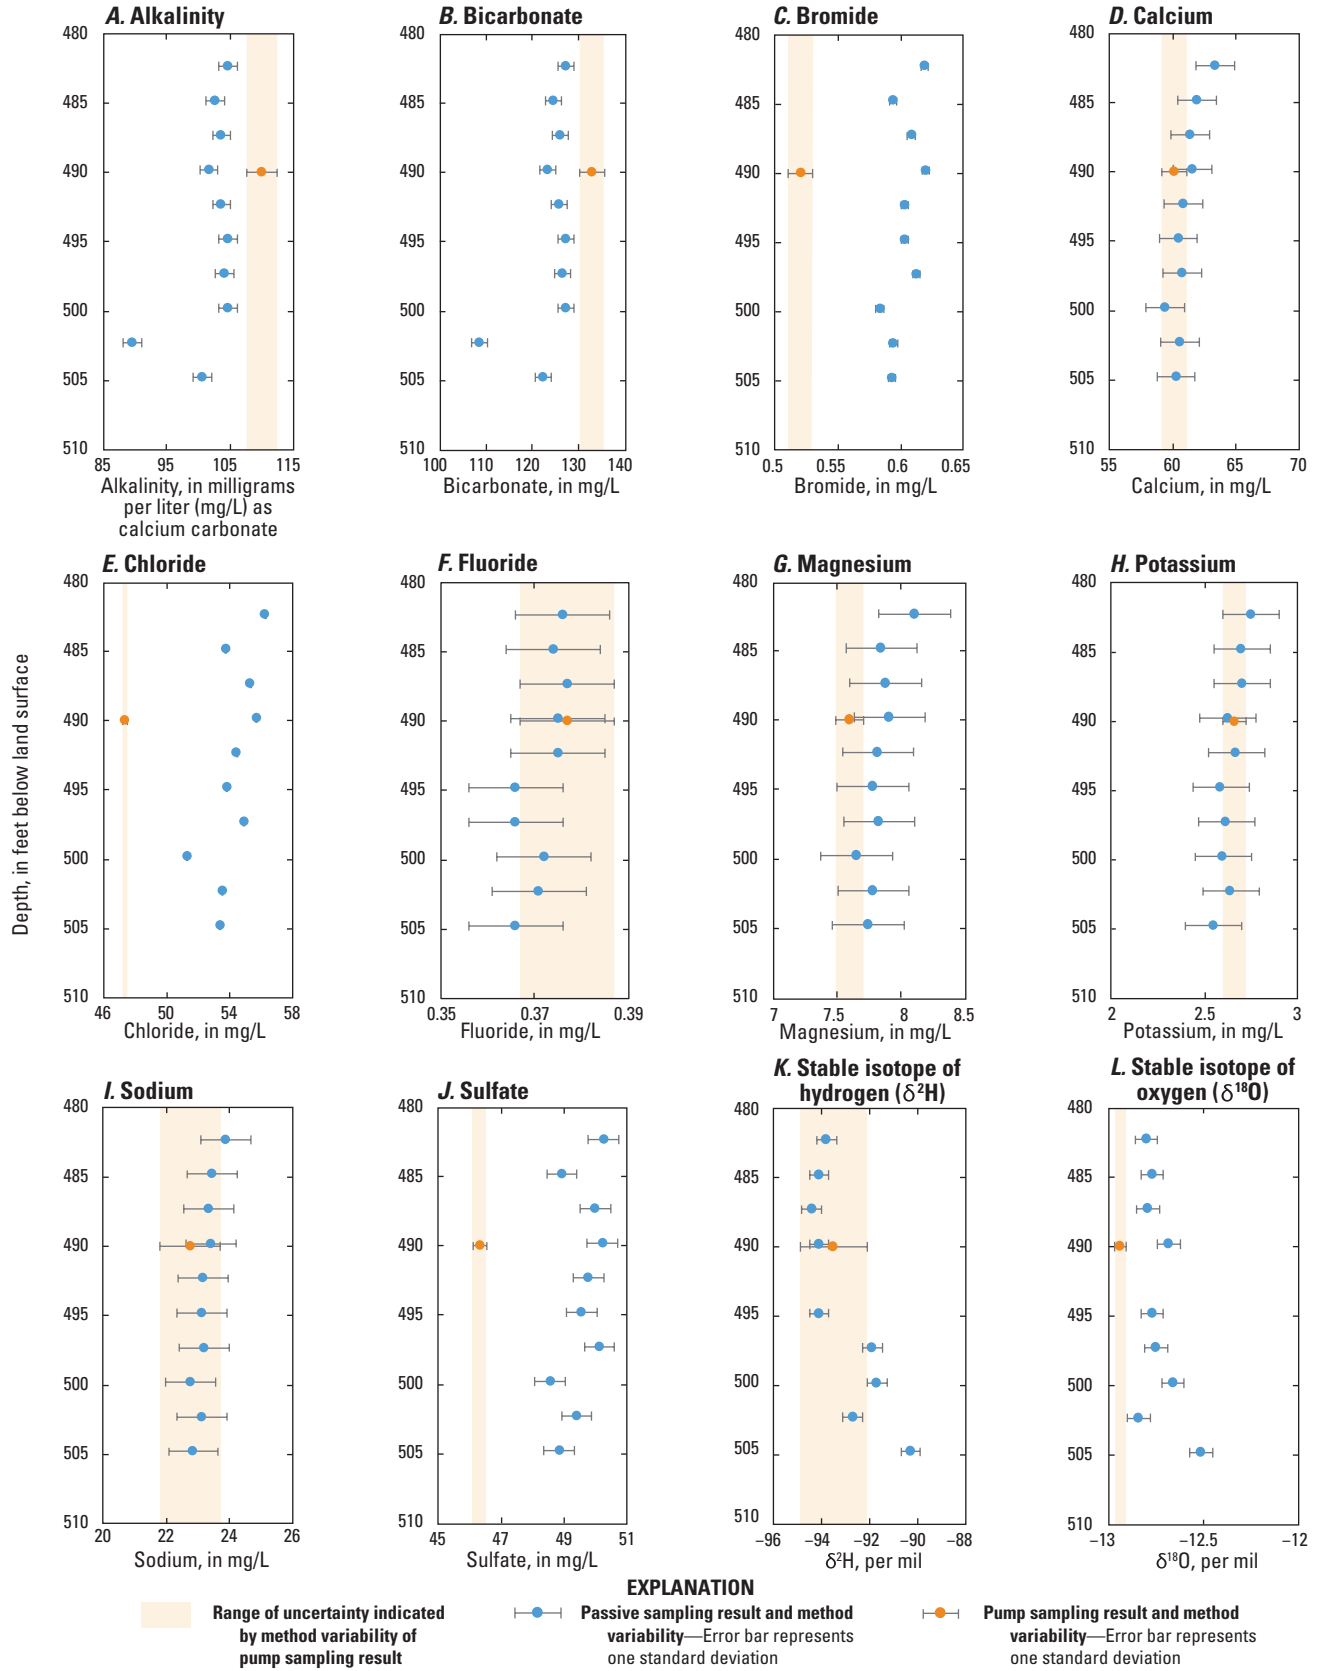 A. Alkalinity
480
485
490
495
500
505
510
85 95 105 115
Alkalinity, in milligrams
per liter (mg/L) as
calcium carbonate
B. Bicarbonate
480
485
490
495
500
505
510
100 110 120 130 140
Bicarbonate, in mg/L
C. Bromide
480
485
490
495
500
505
510
0.5 0.55 0.6 0.65
Bromide, in mg/L
D. Calcium
480
485
490
495
500
505
510
55 60 65 70
Calcium, in mg/L
Depth, in feet below land surface
E. Chloride
480
485
490
495
500
505
510
46 50 54 58
Chloride, in mg/L
F. Fluoride
480
485
490
495
500
505
510
0.35 0.37 0.39
Fluoride, in mg/L
G. Magnesium
480
485
490
495
500
505
510
7 7.5 8 8.5
Magnesium, in mg/L
H. Potassium
480
485
490
495
500
505
510
2 2.5 3
Potassium, in mg/L
I. Sodium
480
485
490
495
500
505
510
20 22 24 26
Sodium, in mg/L
J. Sulfate
480
485
490
495
500
505
510
45 47 49 51
Sulfate, in mg/L
K. Stable isotope of
hydrogen (δ²H)
480
485
490
495
500
505
510
−96 −94 −92 −90 −88
δ²H, per mil
L. Stable isotope of
oxygen (δ¹⁸O)
480
485
490
495
500
505
510
−13 −12.5 −12
δ¹⁸O, per mil
EXPLANATION
Range of uncertainty indicated
by method variability of
pump sampling result
Passive sampling result and method
variability—Error bar represents
one standard deviation
Pump sampling result and method
variability—Error bar represents
one standard deviation